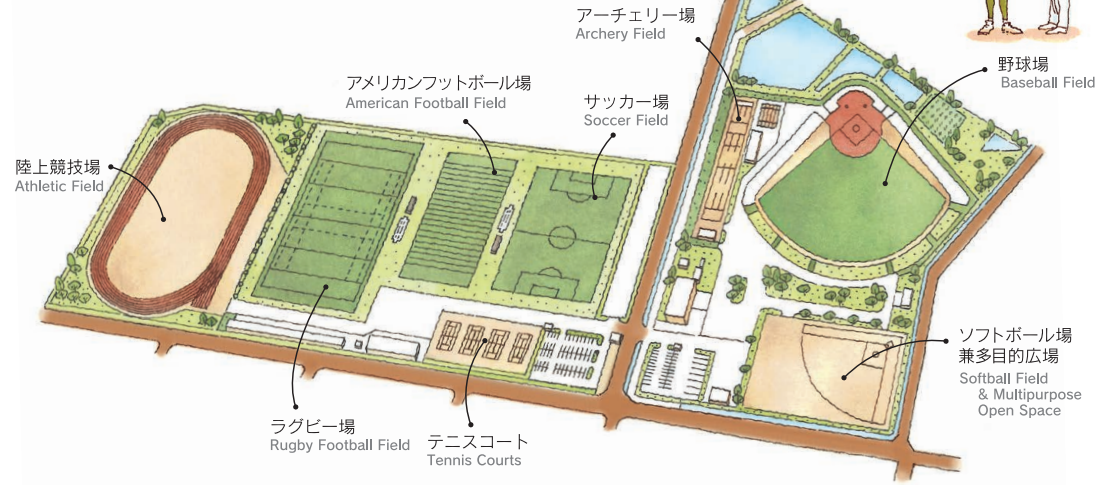 アーチェリー場
Archery Field
野球場
Baseball Field
アメリカンフットボール場
American Football Field
サッカー場
Soccer Field
陸上競技場
Athletic Field
ソフトボール場
兼多目的広場
Softball Field
& Multipurpose
Open Space
ラグビー場
Rugby Football Field
テニスコート
Tennis Courts